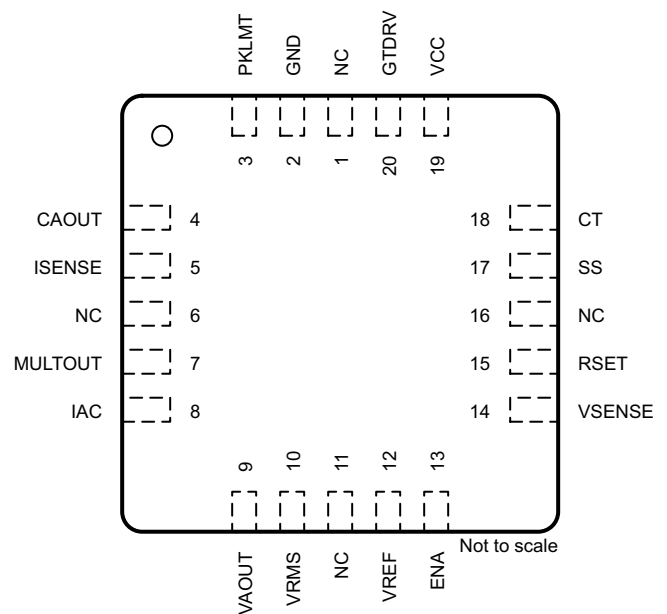 PKLMT GND NC GTDRV VCC
3 2 1 20 19
CAOUT 4 18 CT
ISENSE 5 17 SS
NC 6 16 NC
MULTOUT 7 15 RSET
IAC 8 14 VSENSE
9 10 11 12 13
Not to scale
VAOUT VRMS NC VREF ENA